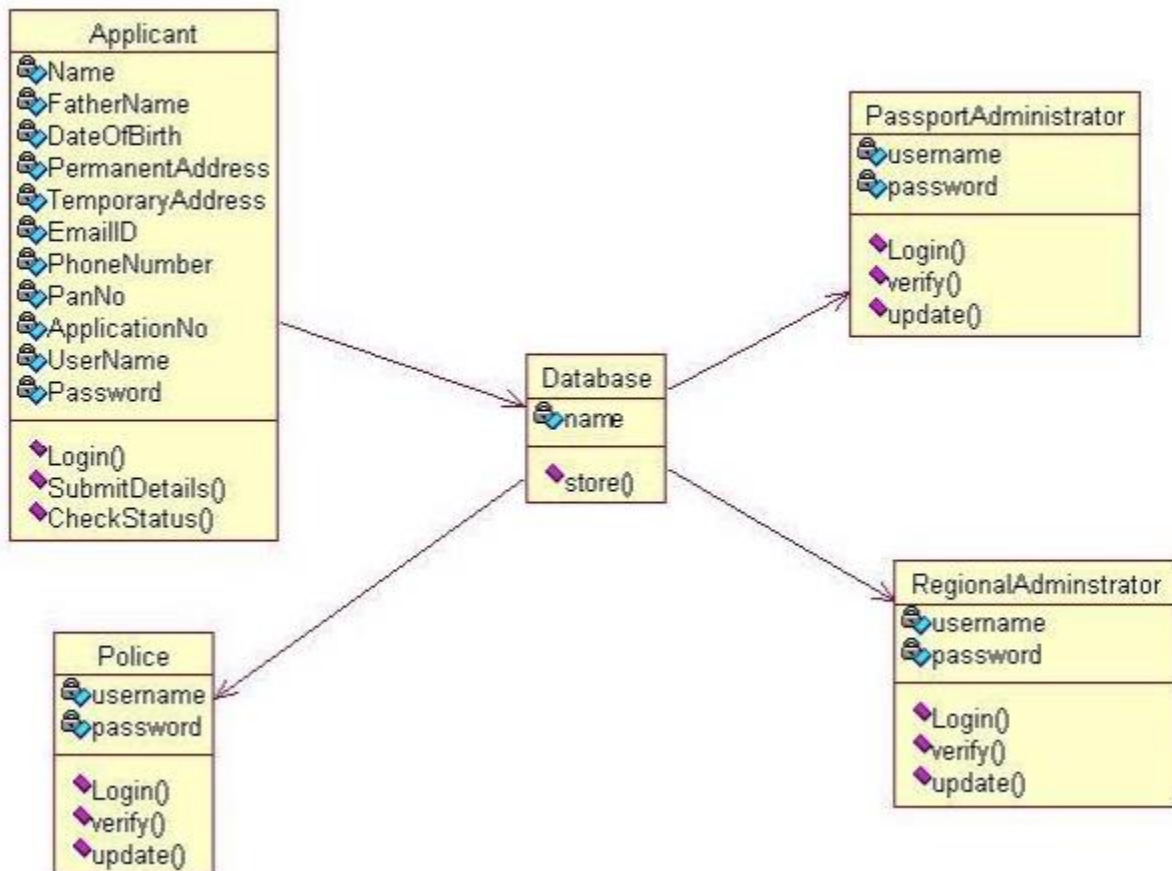 Applicant
Name
FatherName
DateOfBirth
PermanentAddress
TemporaryAddress
EmailID
PhoneNumber
PanNo
ApplicationNo
UserName
Password
Login()
SubmitDetails()
CheckStatus()
PassportAdministrator
username
password
Login()
verify()
update()
Database
name
store()
Police
username
password
Login()
verify()
update()
RegionalAdminstrator
username
password
Login()
verify()
update()